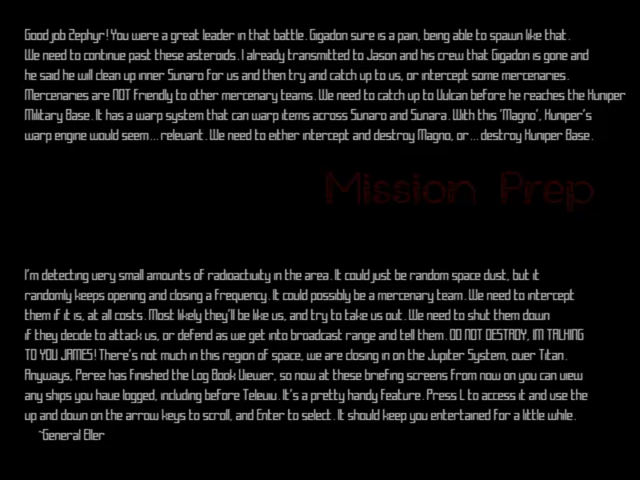 Good job Zephyr! You were a great leader in that battle. Gigadon sure is a pain, being able to spawn like that.
We need to continue past these asteroids. I already transmitted to Jason and his crew that Gigadon is gone and
he said he will clean up inner Sunaro for us and then try and catch up to us, or intercept some mercenaries.
Mercenaries are NOT friendly to other mercenary teams. We need to catch up to Vulcan before he reaches the Kuniper
Military Base. It has a warp system that can warp items across Sunaro and Sunara. With this 'Magno', Kuniper's
warp engine would seem... relevant. We need to either intercept and destroy Magno, or... destroy Kuniper Base.
Mission Prep
I'm detecting very small amounts of radioactivity in the area. It could just be random space dust, but it
randomly keeps opening and closing a frequency. It could possibly be a mercenary team. We need to intercept
them if it is, at all costs. Most likely they'll be like us, and try to take us out. We need to shut them down
if they decide to attack us, or defend as we get into broadcast range and tell them. DO NOT DESTROY, IM TALKING
TO YOU JAMES! There's not much in this region of space, we are closing in on the Jupiter System, over Titan.
Anyways, Perez has finished the Log Book Viewer, so now at these briefing screens from now on you can view
any ships you have logged, including before Televiv. It's a pretty handy feature. Press L to access it and use the
up and down on the arrow keys to scroll, and Enter to select. It should keep you entertained for a little while.
~General Eller